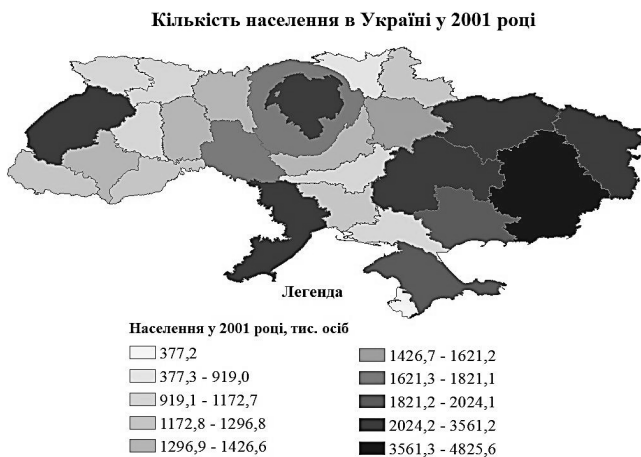 Кількість населення в Україні у 2001 році
Легенда
Населення у 2001 році, тис. осіб
377,2
377,3 - 919,0
919,1 - 1172,7
1172,8 - 1296,8
1296,9 - 1426,6
1426,7 - 1621,2
1621,3 - 1821,1
1821,2 - 2024,1
2024,2 - 3561,2
3561,3 - 4825,6